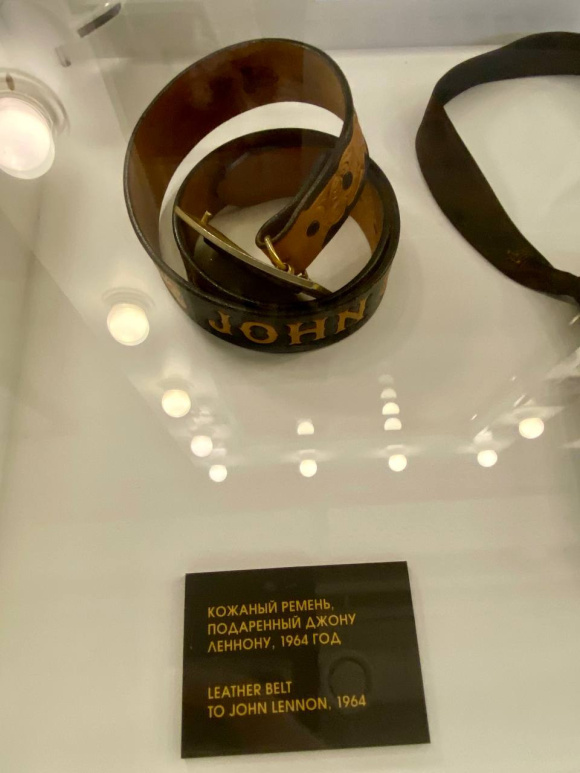 JOHN
КОЖАНЫЙ РЕМЕНЬ,
ПОДАРЕННЫЙ ДЖОНУ
ЛЕННОНУ, 1964 ГОД
LEATHER BELT
TO JOHN LENNON, 1964